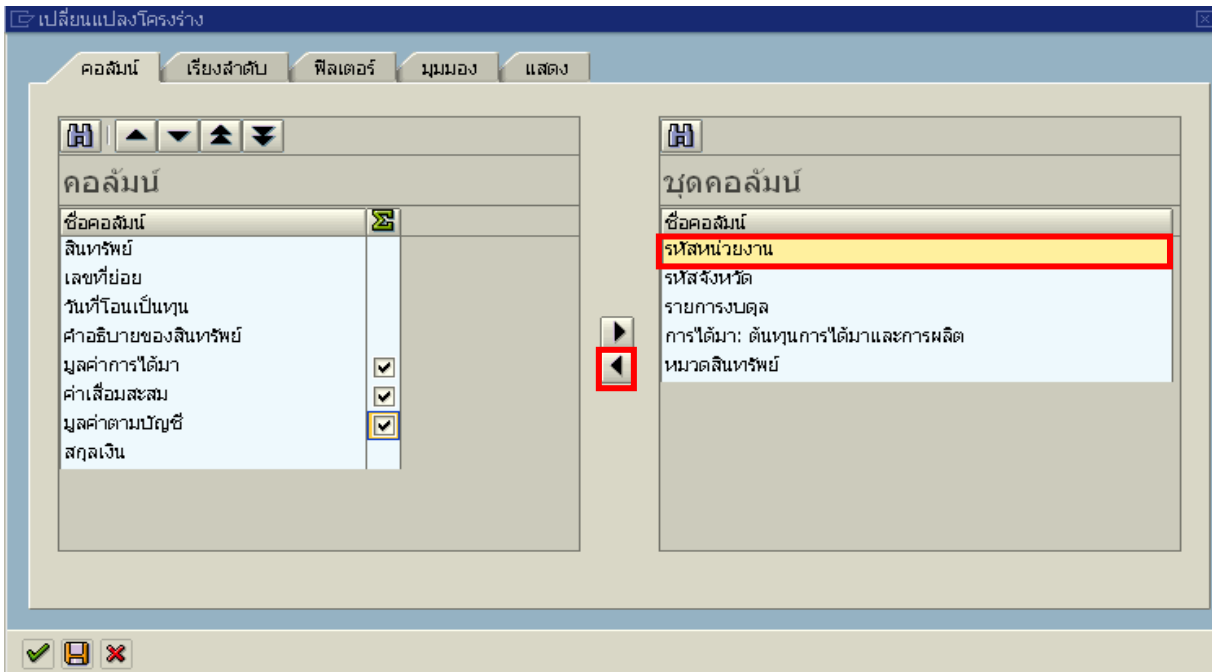 เปลี่ยนแปลงโครงร่าง
คอลัมน์ เรียงลำดับ ฟิลเตอร์ มุมมอง แสดง
คอลัมน์
ชื่อคอลัมน์
สินทรัพย์
เลขที่ย่อย
วันที่โอนเป็นทุน
คำอธิบายของสินทรัพย์
มูลค่าการได้มา
ค่าเสื่อมสะสม
มูลค่าตามบัญชี
สกุลเงิน
ชุดคอลัมน์
ชื่อคอลัมน์
รหัสหน่วยงาน
รหัสจังหวัด
รายการงบดุล
การได้มา: ต้นทุนการได้มาและการผลิต
หมวดสินทรัพย์